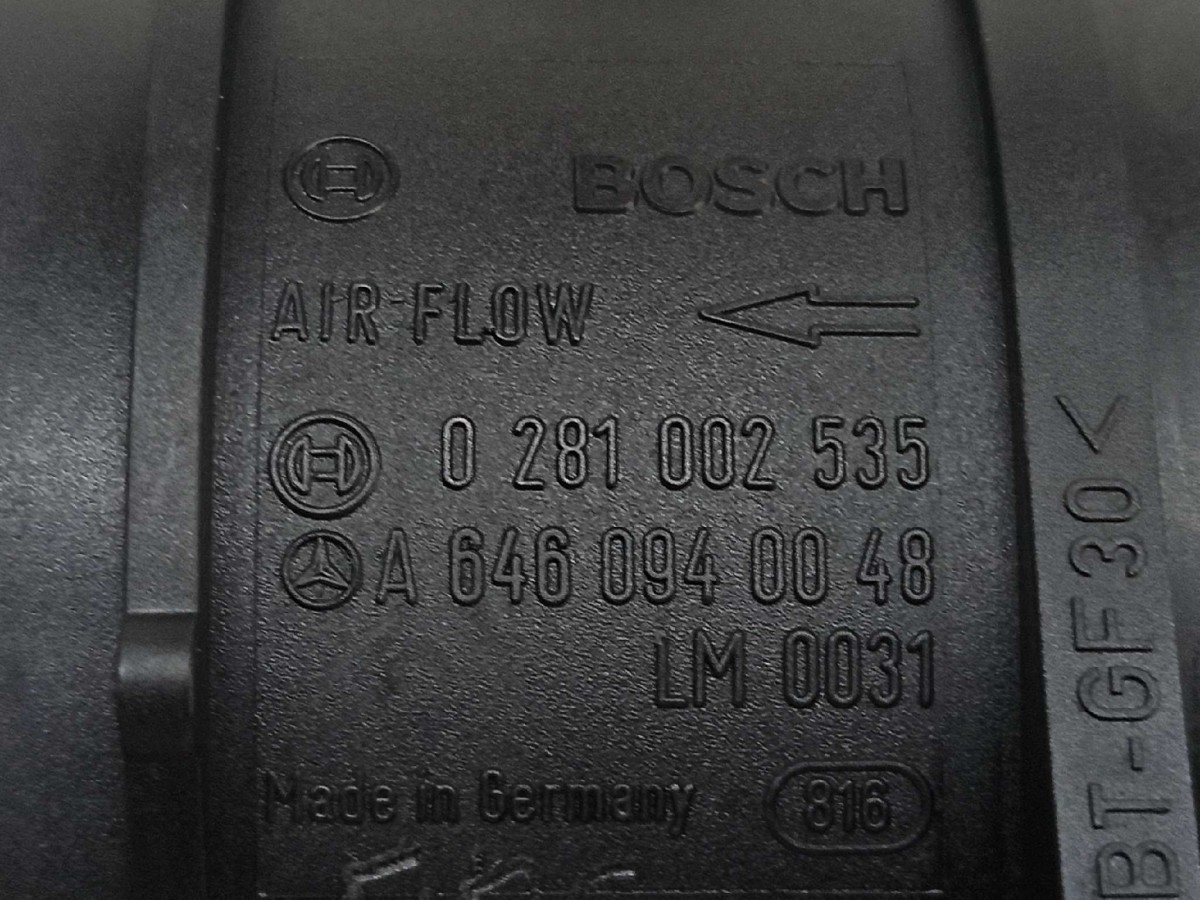 BOSCH
AIR FLOW
0 281 002 535
A 646 094 00 48
LM 0031
Made in Germany
816
BT-GF30<